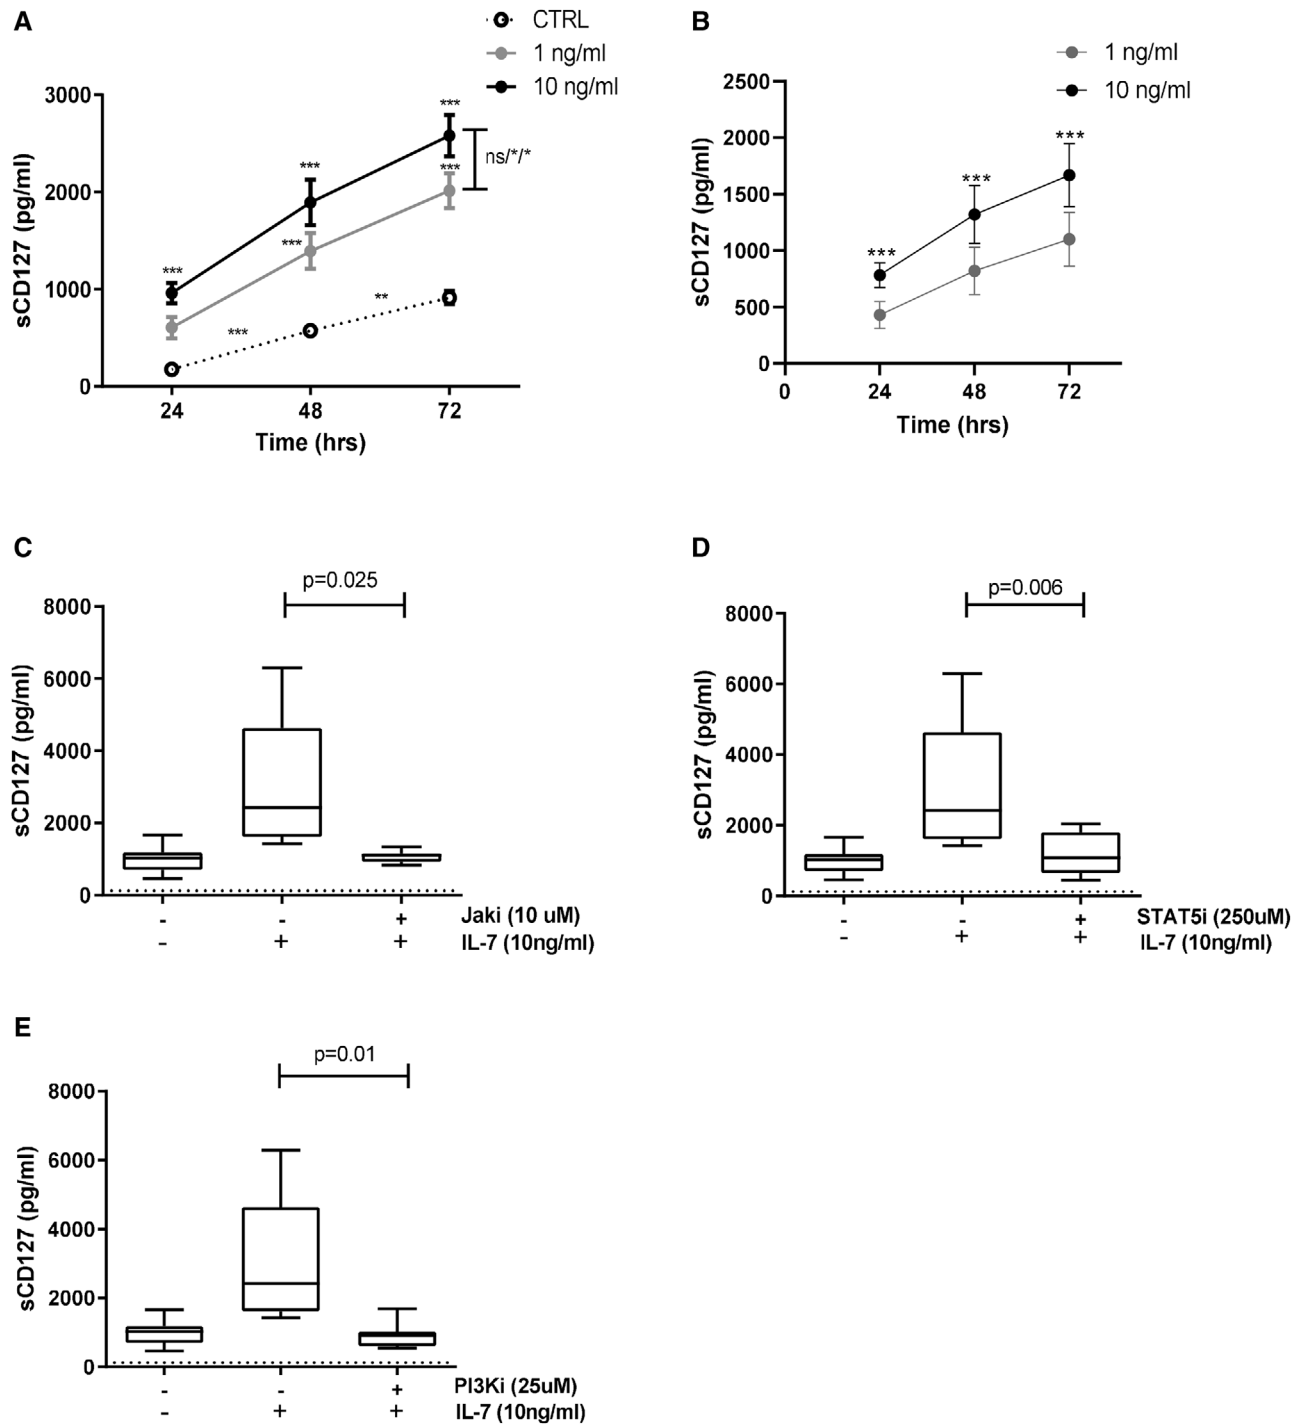 A
CTRL
1 ng/ml
10 ng/ml
sCD127 (pg/ml)
3000
2000
1000
0
***
***
***
***
***
***
**
ns/*/*
24
48
72
Time (hrs)
B
1 ng/ml
10 ng/ml
sCD127 (pg/ml)
2500
2000
1500
1000
500
0
***
***
***
0
24
48
72
Time (hrs)
C
p=0.025
sCD127 (pg/ml)
8000
6000
4000
2000
0
- - + Jaki (10 uM)
- + + IL-7 (10ng/ml)
D
p=0.006
sCD127 (pg/ml)
8000
6000
4000
2000
0
- - + STAT5i (250uM)
- + + IL-7 (10ng/ml)
E
p=0.01
sCD127 (pg/ml)
8000
6000
4000
2000
0
- - + PI3Ki (25uM)
- + + IL-7 (10ng/ml)